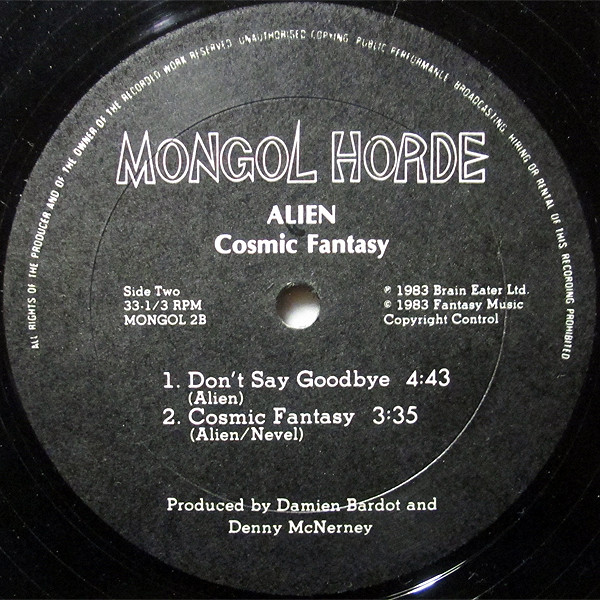 ALL RIGHTS OF THE PRODUCER AND OF THE OWNER OF THE RECORDED WORK RESERVED. UNAUTHORISED COPYING, PUBLIC PERFORMANCE, BROADCASTING, HIRING OR RENTAL OF THIS RECORDING PROHIBITED
MONGOL HORDE
ALIEN
Cosmic Fantasy
Side Two
33-1/3 RPM
MONGOL 2B
℗ 1983 Brain Eater Ltd.
© 1983 Fantasy Music
Copyright Control
1. Don't Say Goodbye 4:43
(Alien)
2. Cosmic Fantasy 3:35
(Alien/Nevel)
Produced by Damien Bardot and
Denny McNerney